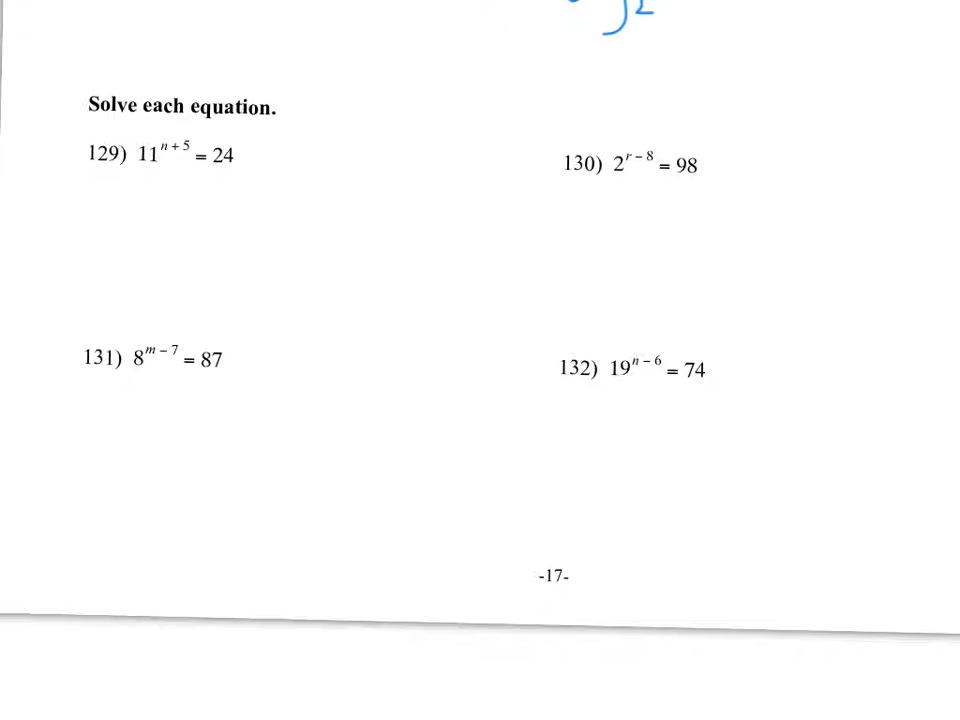 Solve each equation.
129) 11^{n + 5} = 24
130) 2^{r − 8} = 98
131) 8^{m − 7} = 87
132) 19^{n − 6} = 74
-17-